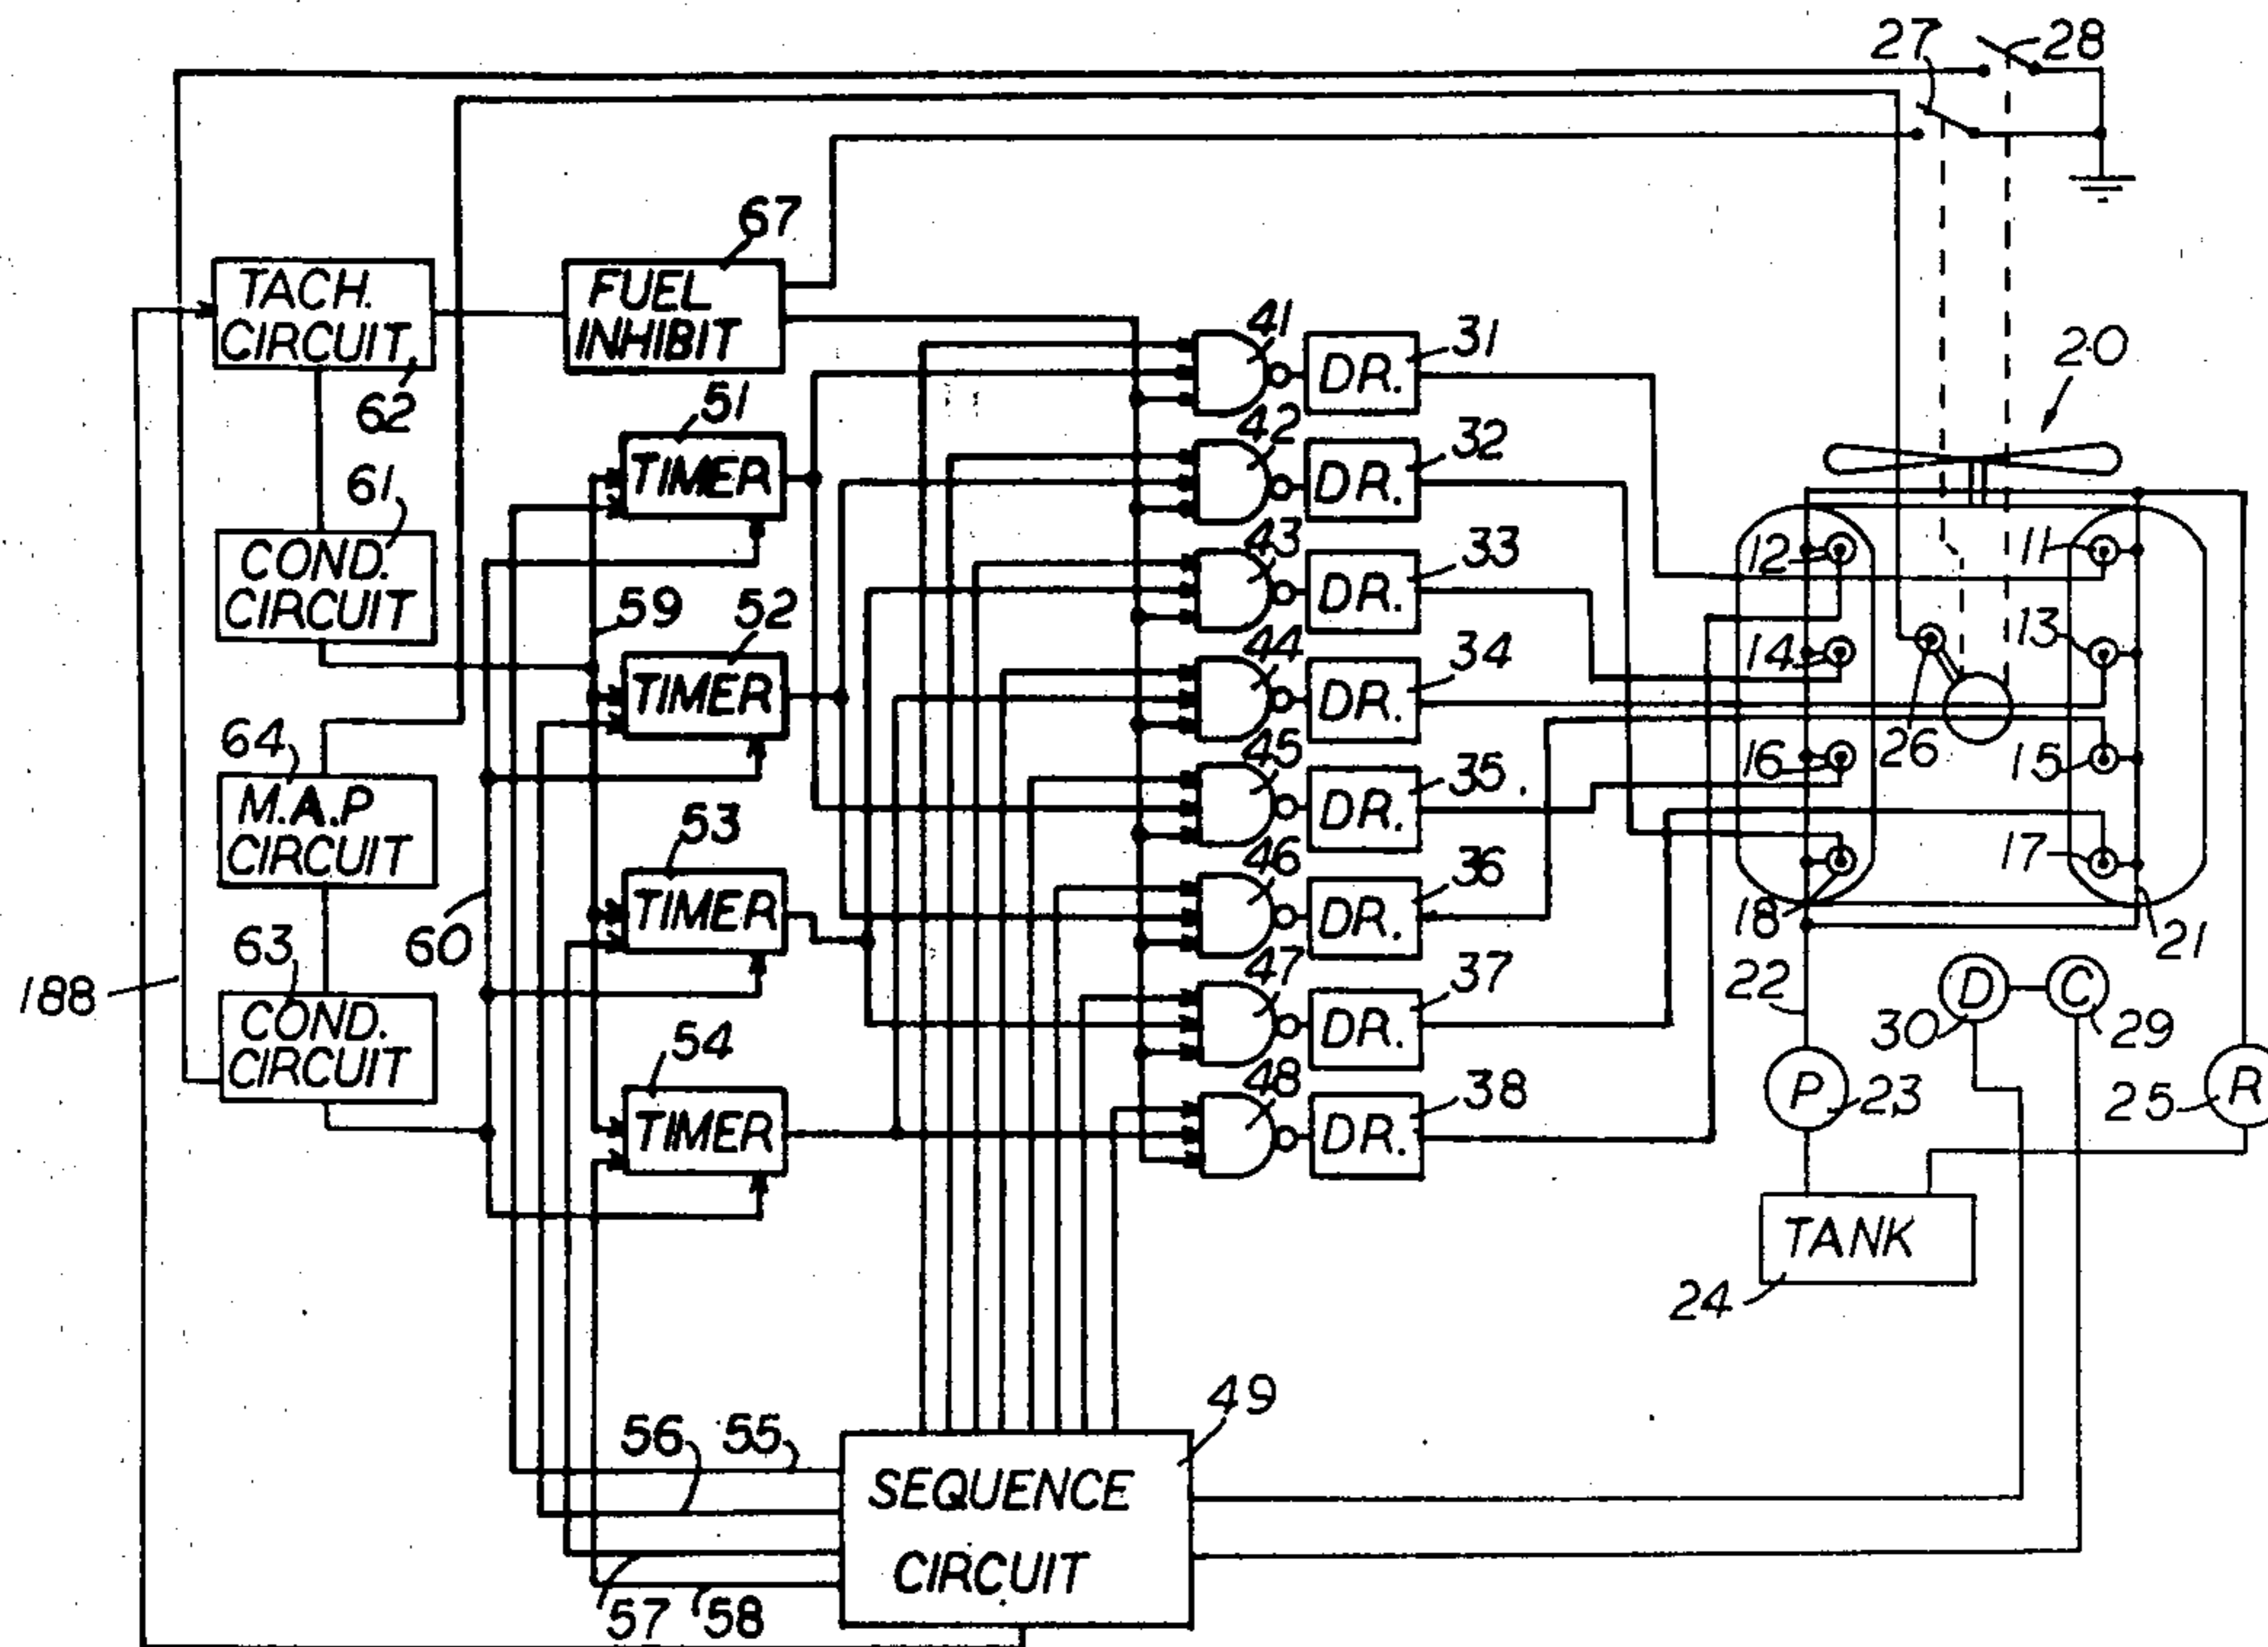 27
28
67
TACH.
CIRCUIT
62
FUEL
INHIBIT
41
31
DR.
20
51
TIMER
42
32
DR.
61
COND.
CIRCUIT
43
33
DR.
12
11
59
52
TIMER
44
34
DR.
14
13
64
M.A.P
CIRCUIT
45
35
DR.
16
26
15
53
TIMER
46
36
DR.
18
17
21
63
COND.
CIRCUIT
60
188
47
37
DR.
22
D
30
C
29
54
TIMER
48
38
DR.
P
23
R
25
TANK
24
49
56
55
SEQUENCE
CIRCUIT
57
58